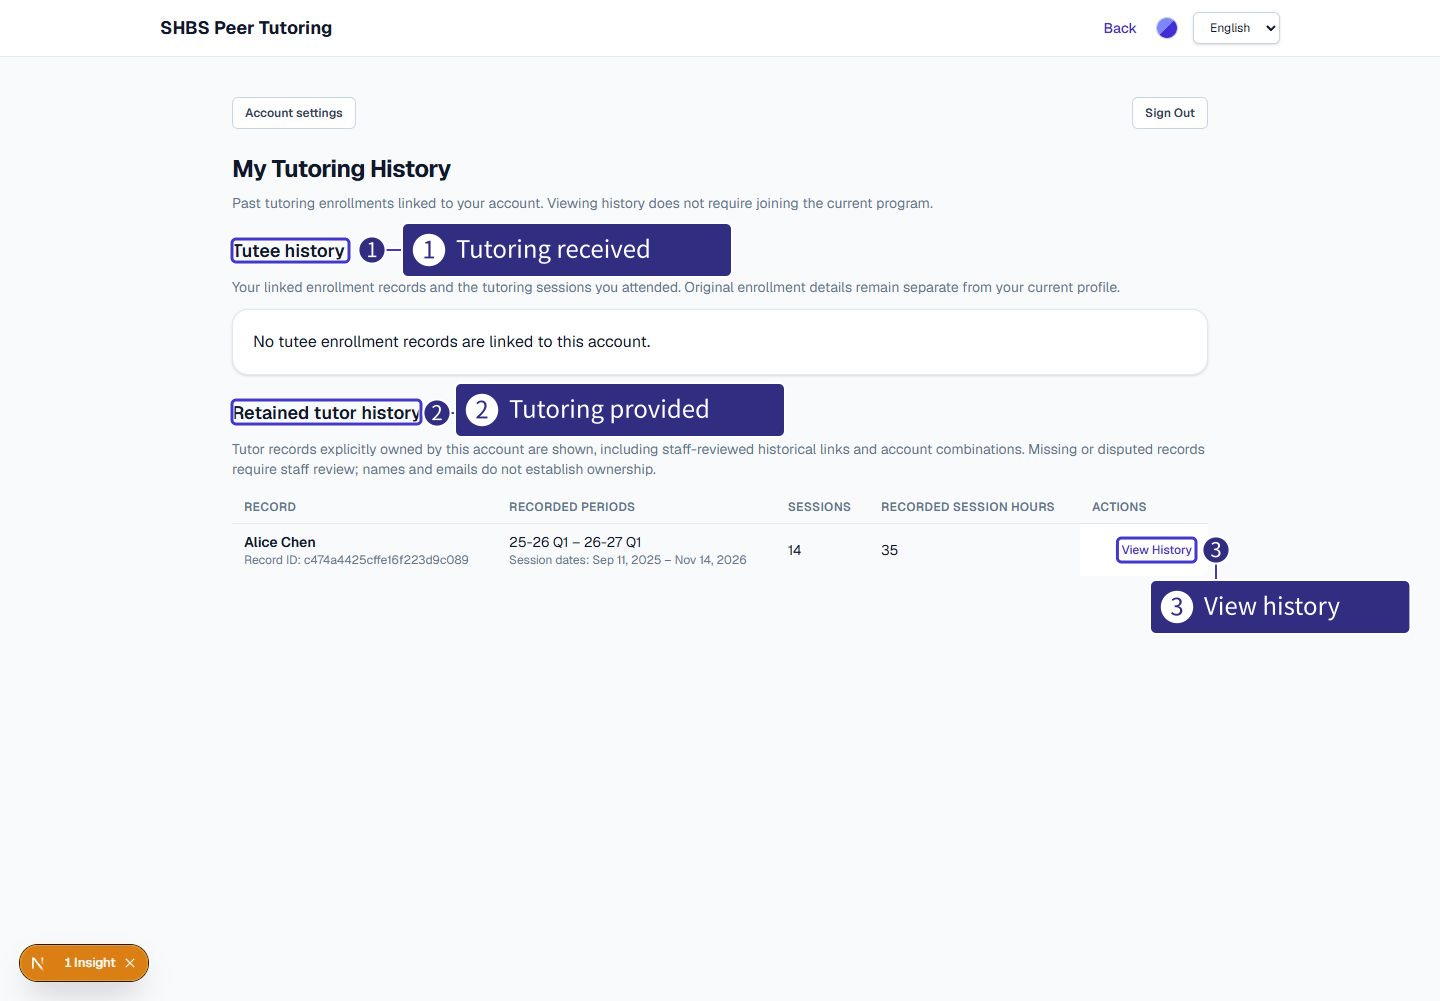 SHBS Peer Tutoring
Back
English
Account settings
Sign Out
My Tutoring History
Past tutoring enrollments linked to your account. Viewing history does not require joining the current program.
Tutee history 1 1 Tutoring received
Your linked enrollment records and the tutoring sessions you attended. Original enrollment details remain separate from your current profile.
No tutee enrollment records are linked to this account.
Retained tutor history 2 2 Tutoring provided
Tutor records explicitly owned by this account are shown, including staff-reviewed historical links and account combinations. Missing or disputed records
require staff review; names and emails do not establish ownership.
RECORD RECORDED PERIODS SESSIONS RECORDED SESSION HOURS ACTIONS
Alice Chen 25-26 Q1 – 26-27 Q1 14 35 View History 3
Record ID: c474a4425cffe16f223d9c089 Session dates: Sep 11, 2025 – Nov 14, 2026
3 View history
N 1 Insight